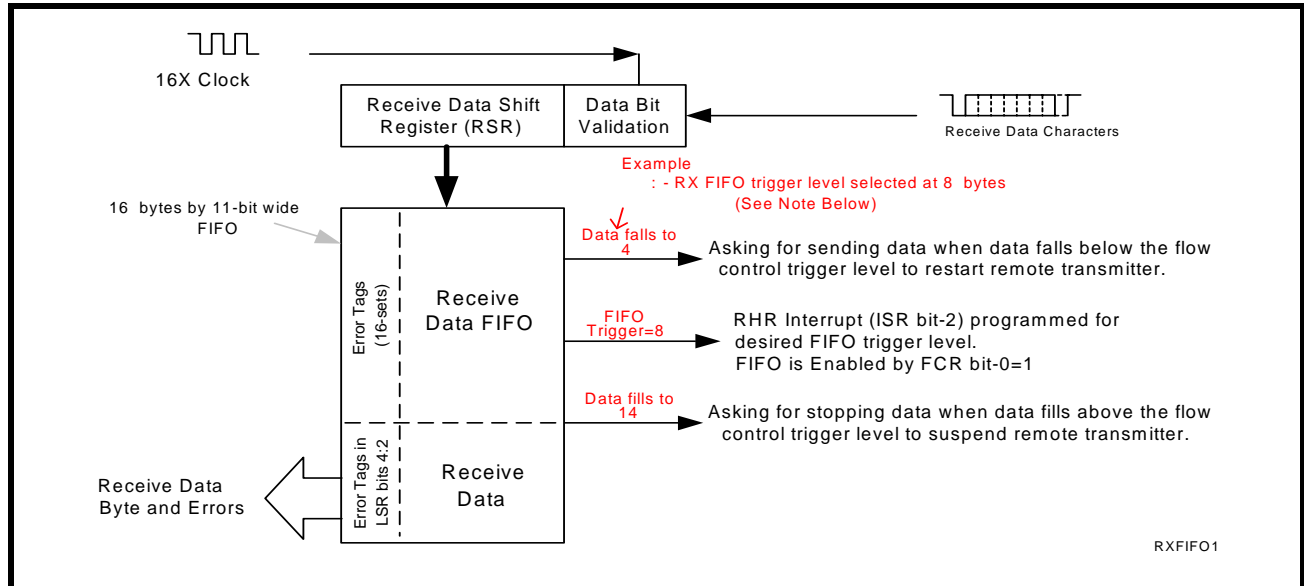 16X Clock
Receive Data Shift
Register (RSR)
Data Bit
Validation
Receive Data Characters
Example
: - RX FIFO trigger level selected at 8 bytes
(See Note Below)
16 bytes by 11-bit wide
FIFO
Data falls to
4
Asking for sending data when data falls below the flow
control trigger level to restart remote transmitter.
Error Tags
(16-sets)
Receive
Data FIFO
FIFO
Trigger=8
RHR Interrupt (ISR bit-2) programmed for
desired FIFO trigger level.
FIFO is Enabled by FCR bit-0=1
Data fills to
14
Asking for stopping data when data fills above the flow
control trigger level to suspend remote transmitter.
Error Tags in
LSR bits 4:2
Receive
Data
Receive Data
Byte and Errors
RXFIFO1